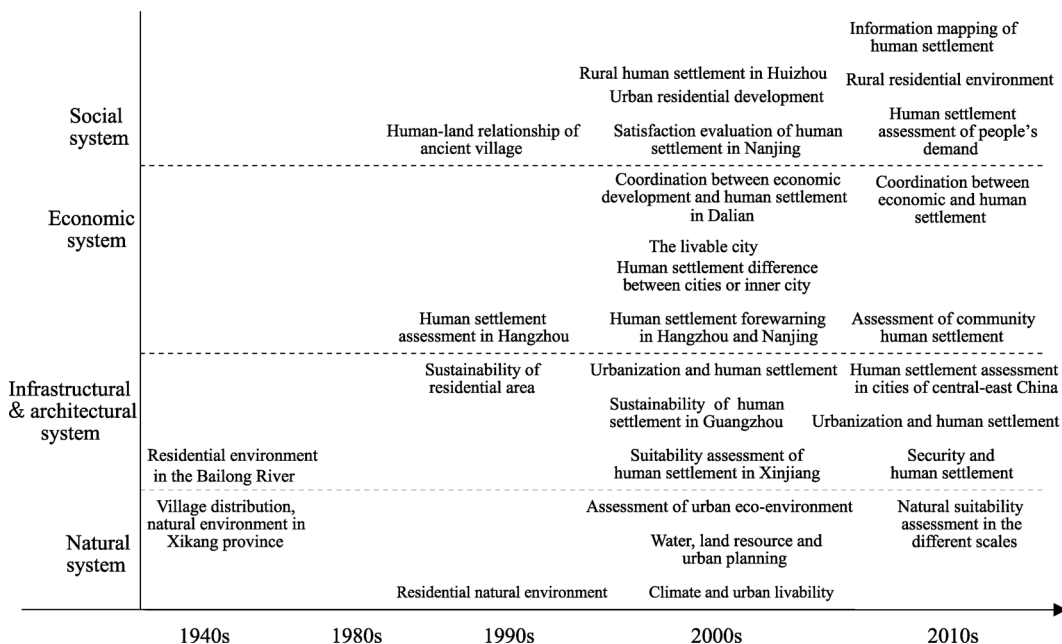 Information mapping of
human settlement
Rural human settlement in Huizhou
Rural residential environment
Urban residential development
Social
system
Human-land relationship of
ancient village
Satisfaction evaluation of human
settlement in Nanjing
Human settlement
assessment of people's
demand
Economic
system
Coordination between economic
development and human settlement
in Dalian
Coordination between
economic and human
settlement
The livable city
Human settlement difference
between cities or inner city
Human settlement
assessment in Hangzhou
Human settlement forewarning
in Hangzhou and Nanjing
Assessment of community
human settlement
Infrastructural
& architectural
system
Sustainability of
residential area
Urbanization and human settlement
Human settlement assessment
in cities of central-east China
Sustainability of human
settlement in Guangzhou
Urbanization and human settlement
Residential environment
in the Bailong River
Suitability assessment of
human settlement in Xinjiang
Security and
human settlement
Natural
system
Village distribution,
natural environment in
Xikang province
Assessment of urban eco-environment
Natural suitability
assessment in the
different scales
Water, land resource and
urban planning
Residential natural environment
Climate and urban livability
1940s
1980s
1990s
2000s
2010s